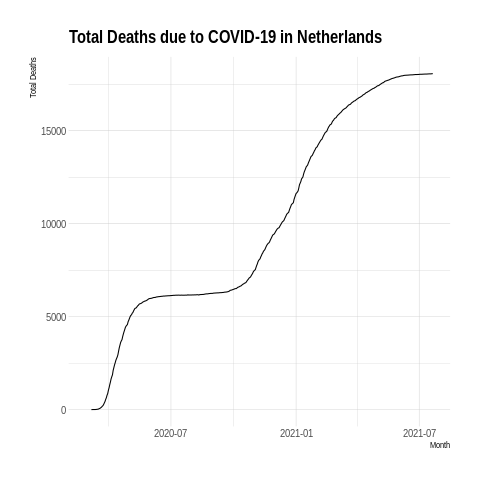 Total Deaths due to COVID-19 in Netherlands
Total Deaths
15000
10000
5000
0
2020-07
2021-01
2021-07
Month